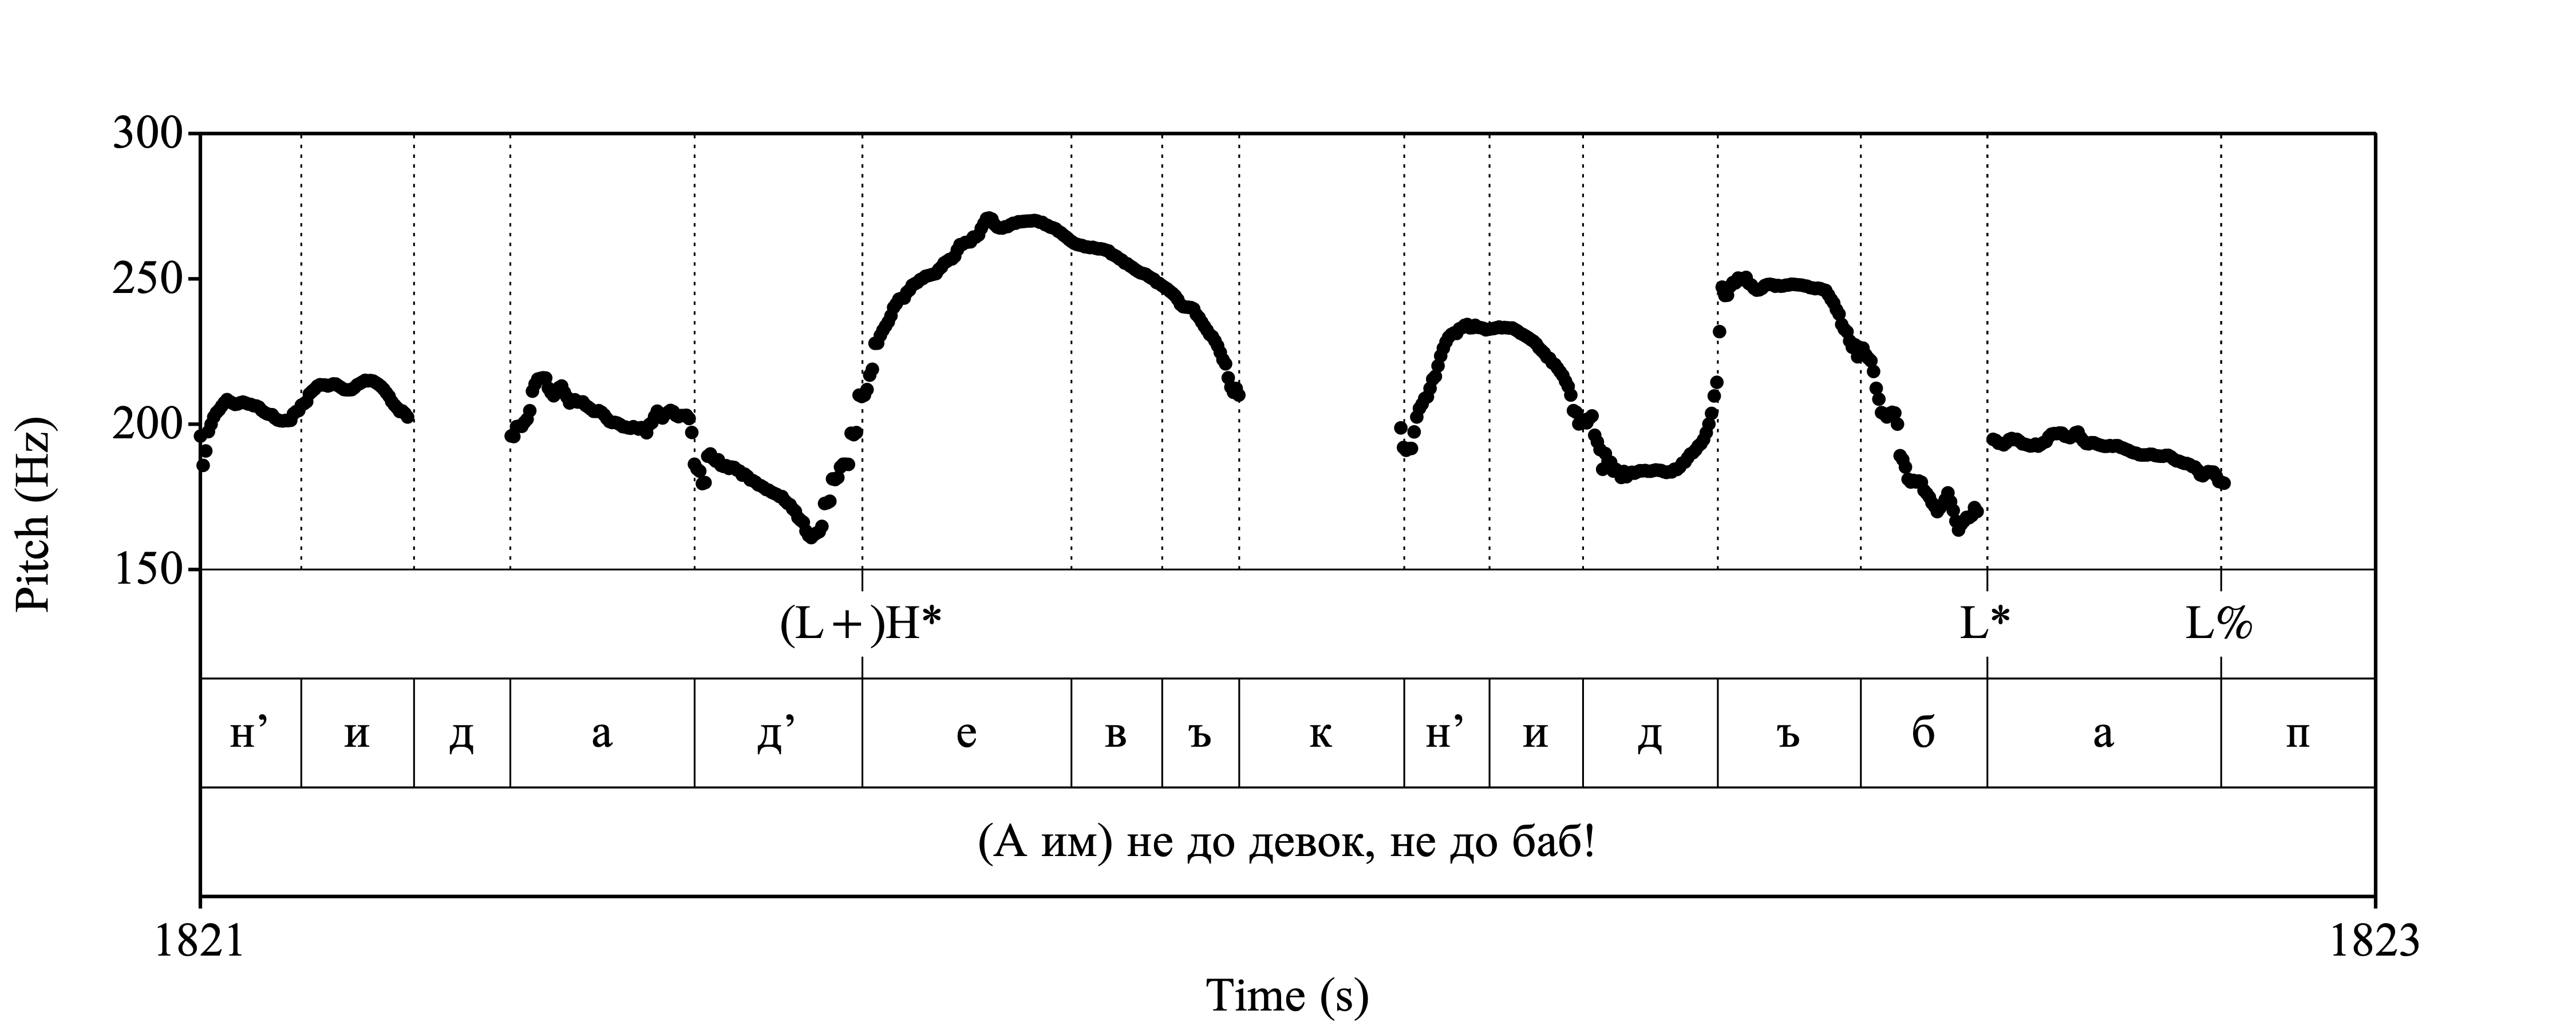 300
250
200
150
Pitch (Hz)
(L+)H* L* L%
н’ и д а д’ е в ъ к н’ и д ъ б а п
(А им) не до девок, не до баб!
1821 1823
Time (s)